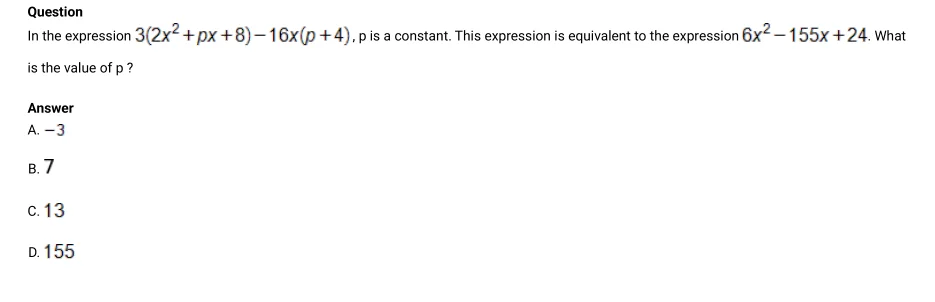 Question
In the expression 3(2x²+px+8)−16x(p+4), p is a constant. This expression is equivalent to the expression 6x²−155x+24. What
is the value of p ?
Answer
A. −3
B. 7
C. 13
D. 155